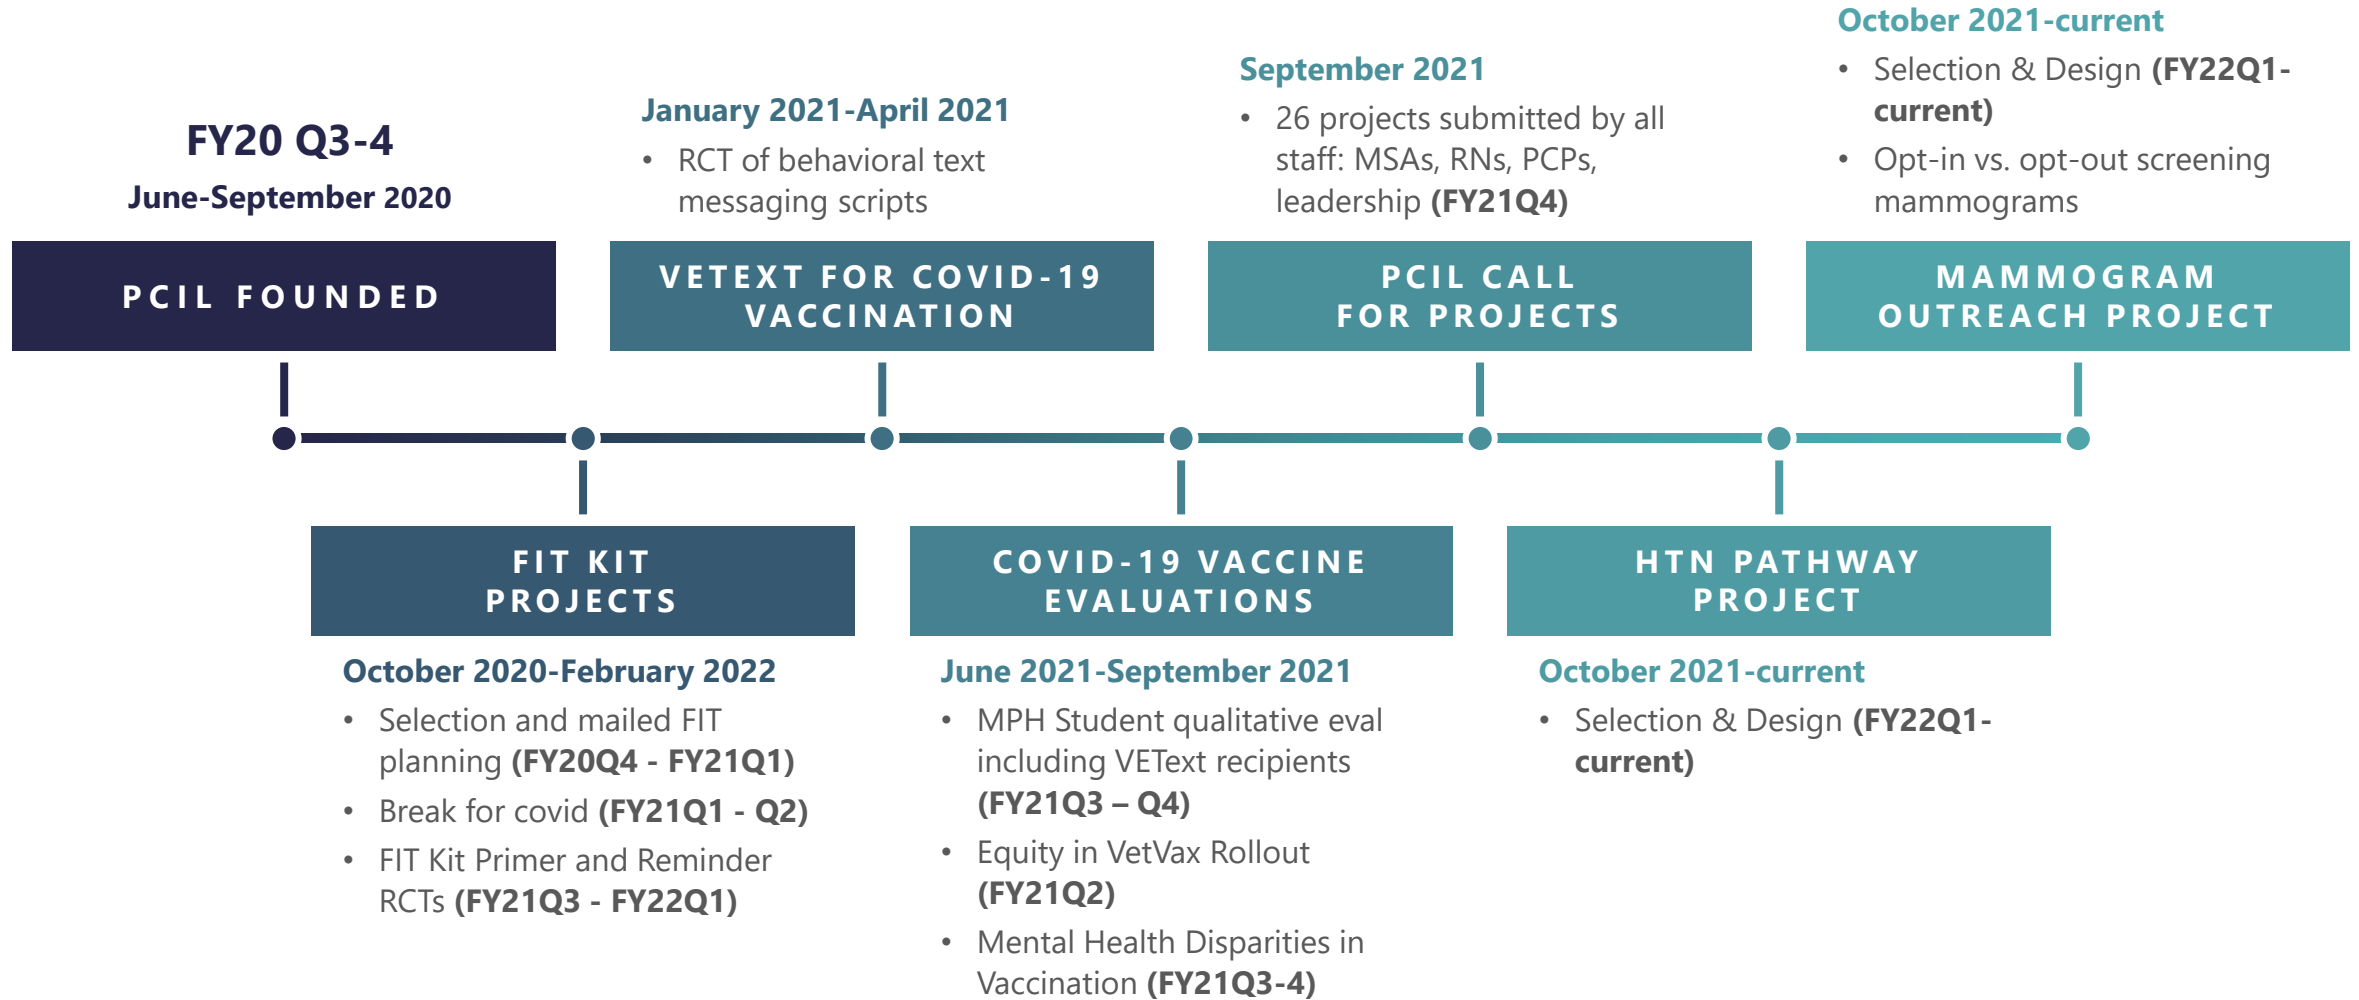 FY20 Q3-4
June-September 2020
PCIL FOUNDED
October 2020-February 2022
FIT KIT
PROJECTS
• Selection and mailed FIT
planning (FY20Q4 - FY21Q1)
• Break for covid (FY21Q1 - Q2)
• FIT Kit Primer and Reminder
RCTs (FY21Q3 - FY22Q1)
January 2021-April 2021
• RCT of behavioral text
messaging scripts
VETEXT FOR COVID-19
VACCINATION
COVID-19 VACCINE
EVALUATIONS
June 2021-September 2021
• MPH Student qualitative eval
including VEText recipients
(FY21Q3 – Q4)
• Equity in VetVax Rollout
(FY21Q2)
• Mental Health Disparities in
Vaccination (FY21Q3-4)
September 2021
• 26 projects submitted by all
staff: MSAs, RNs, PCPs,
leadership (FY21Q4)
PCIL CALL
FOR PROJECTS
HTN PATHWAY
PROJECT
October 2021-current
• Selection & Design (FY22Q1-
current)
October 2021-current
• Selection & Design (FY22Q1-
current)
• Opt-in vs. opt-out screening
mammograms
MAMMOGRAM
OUTREACH PROJECT